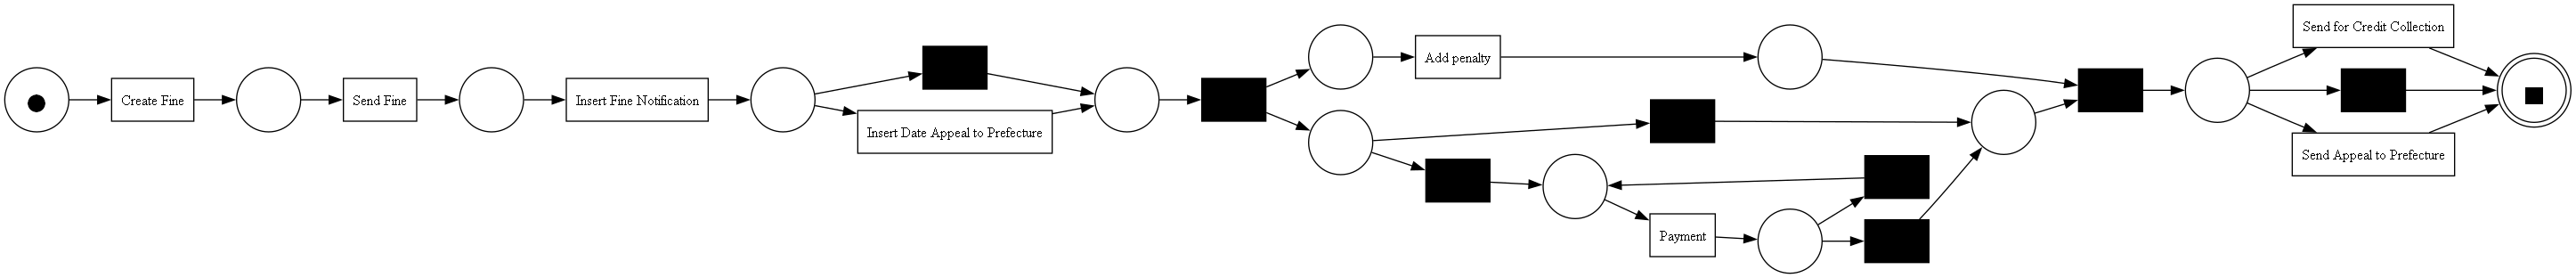 Create Fine
Send Fine
Insert Fine Notification
Insert Date Appeal to Prefecture
Add penalty
Payment
Send for Credit Collection
Send Appeal to Prefecture